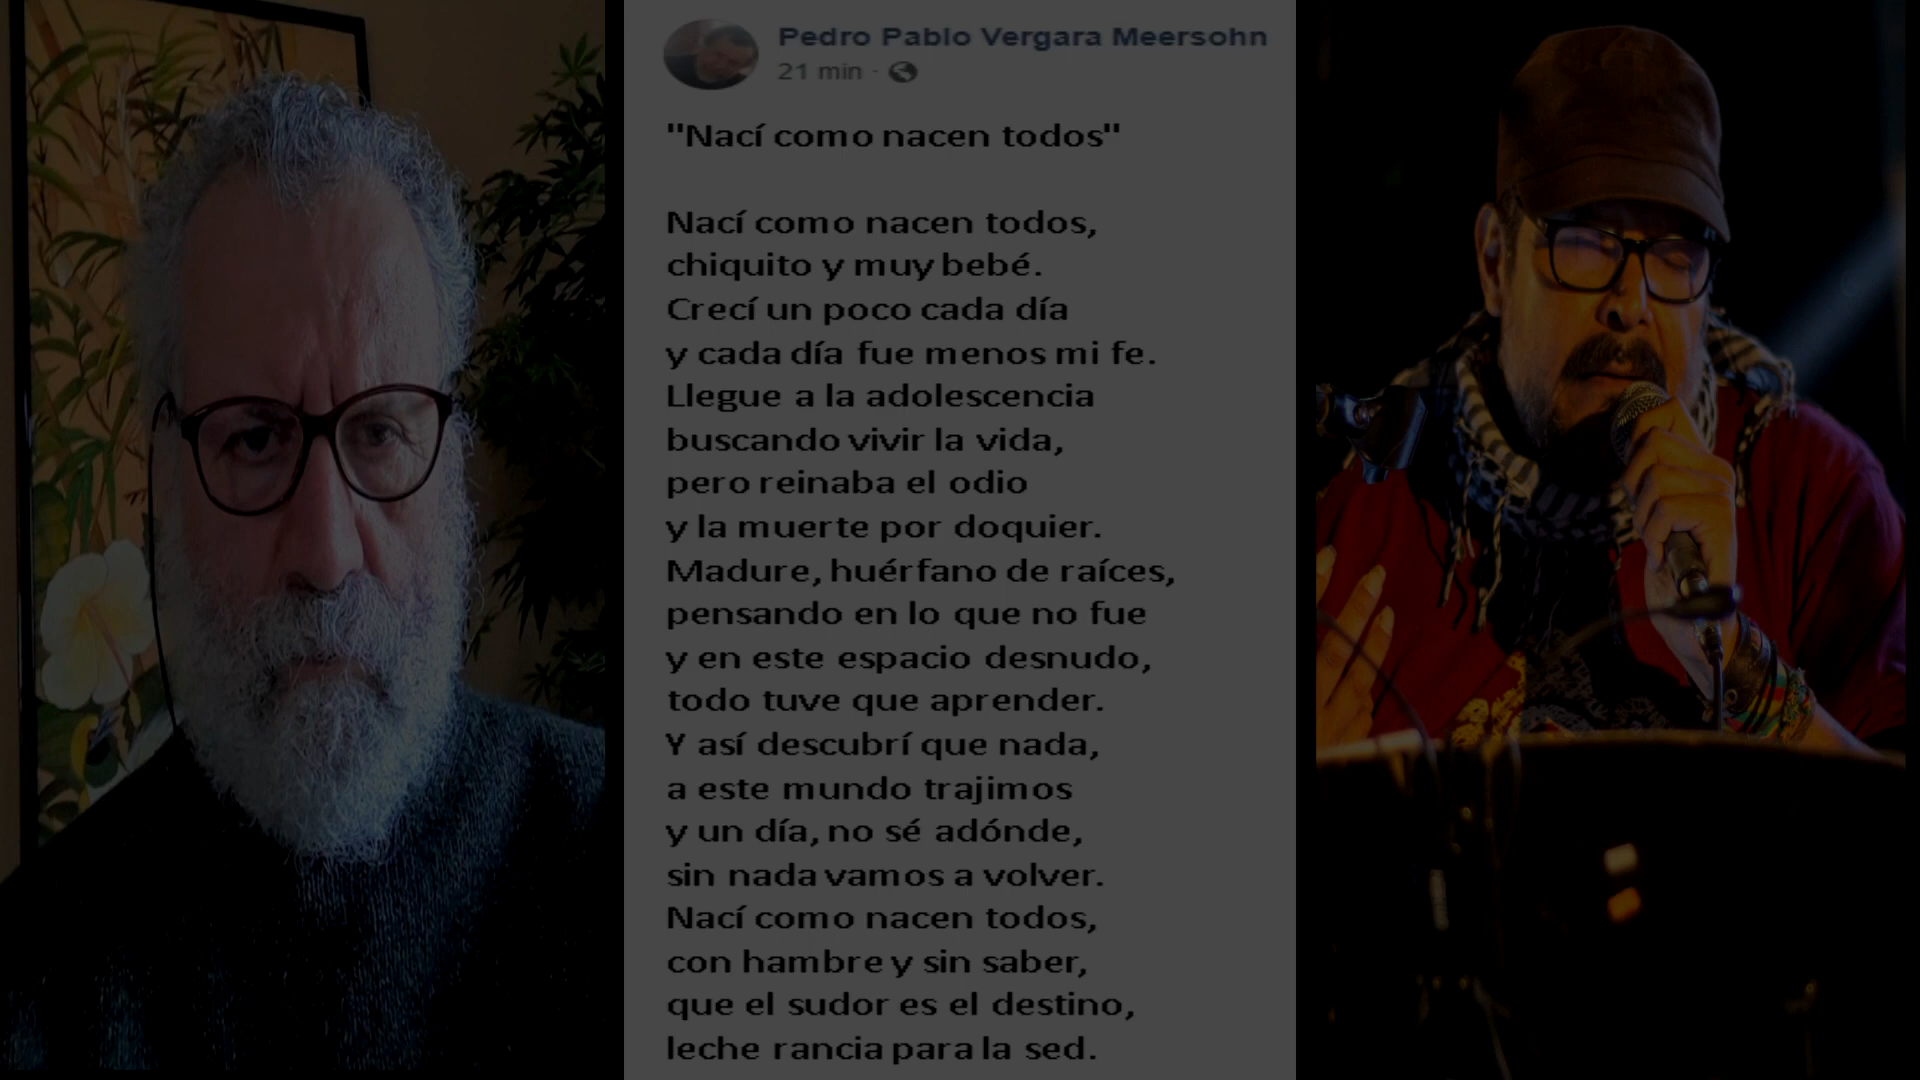 Pedro Pablo Vergara Meersohn
21 min ·
"Nací como nacen todos"
Nací como nacen todos,
chiquito y muy bebé.
Crecí un poco cada día
y cada día fue menos mi fe.
Llegue a la adolescencia
buscando vivir la vida,
pero reinaba el odio
y la muerte por doquier.
Madure, huérfano de raíces,
pensando en lo que no fue
y en este espacio desnudo,
todo tuve que aprender.
Y así descubrí que nada,
a este mundo trajimos
y un día, no sé adónde,
sin nada vamos a volver.
Nací como nacen todos,
con hambre y sin saber,
que el sudor es el destino,
leche rancia para la sed.